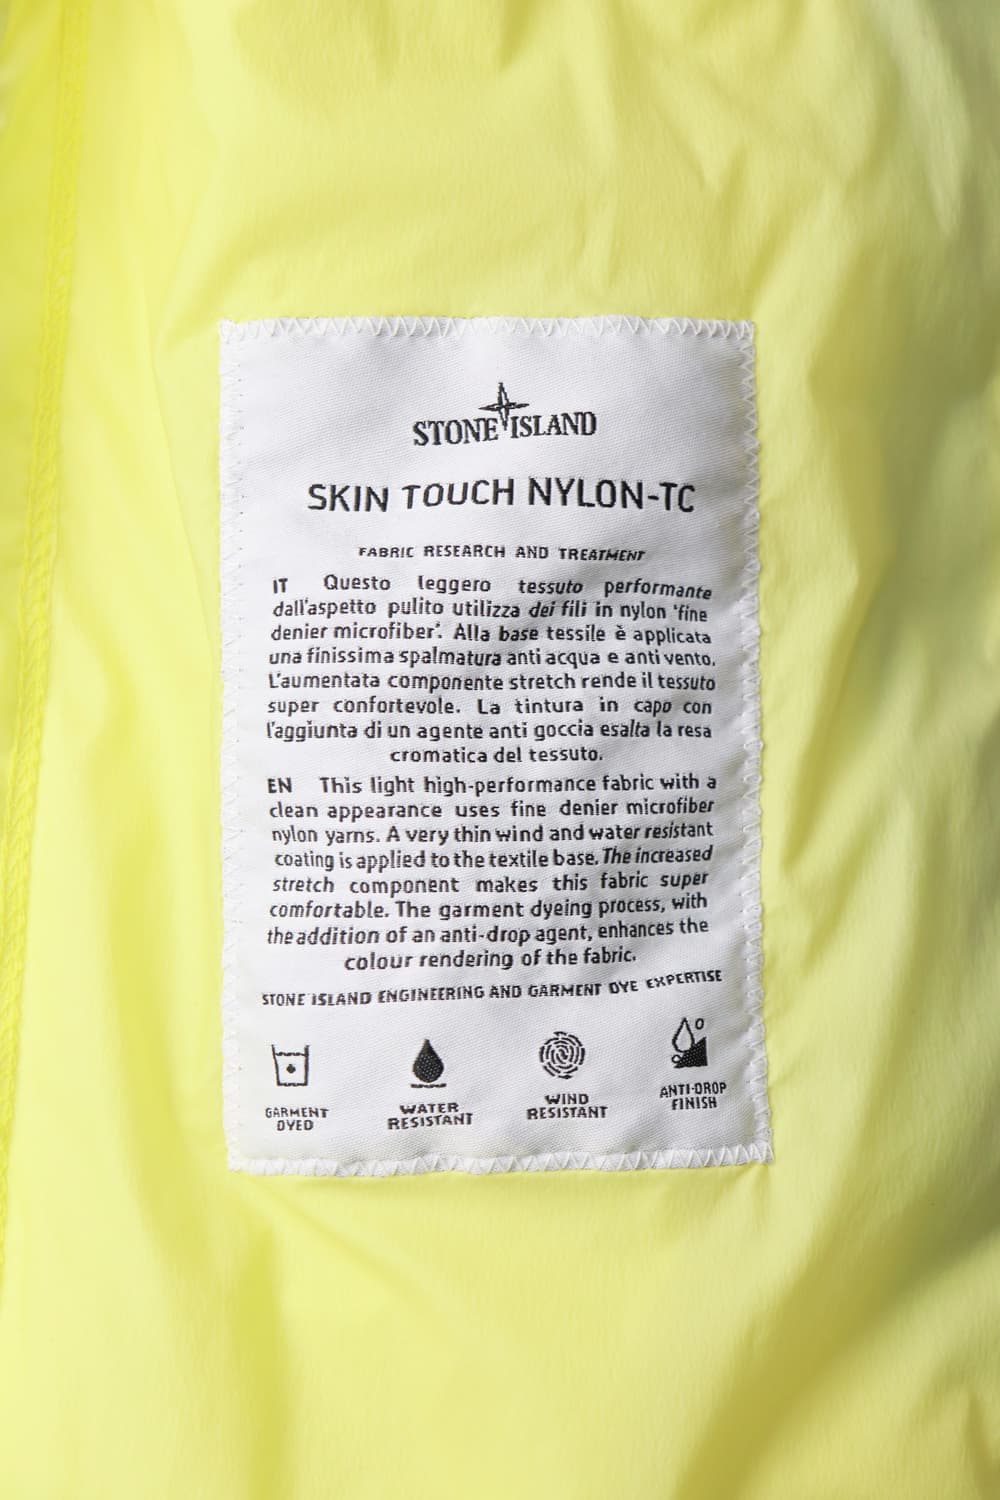 STONE ISLAND
SKIN TOUCH NYLON-TC
FABRIC RESEARCH AND TREATMENT
IT Questo leggero tessuto performante
dall'aspetto pulito utilizza dei fili in nylon 'fine
denier microfiber'. Alla base tessile è applicata
una finissima spalmatura anti acqua e anti vento.
L'aumentata componente stretch rende il tessuto
super confortevole. La tintura in capo con
l'aggiunta di un agente anti goccia esalta la resa
cromatica del tessuto.
EN This light high-performance fabric with a
clean appearance uses fine denier microfiber
nylon yarns. A very thin wind and water resistant
coating is applied to the textile base. The increased
stretch component makes this fabric super
comfortable. The garment dyeing process, with
the addition of an anti-drop agent, enhances the
colour rendering of the fabric.
STONE ISLAND ENGINEERING AND GARMENT DYE EXPERTISE
GARMENT
DYED
WATER
RESISTANT
WIND
RESISTANT
ANTI-DROP
FINISH